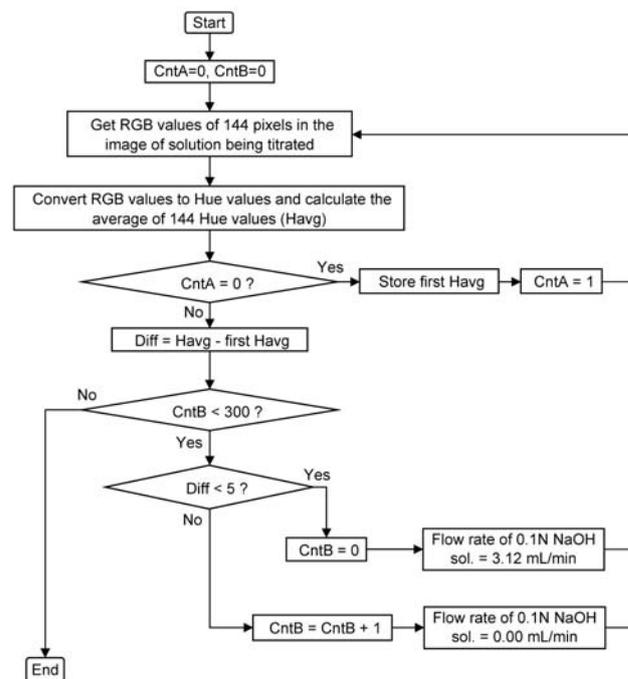 Start
CntA=0, CntB=0
Get RGB values of 144 pixels in the
image of solution being titrated
Convert RGB values to Hue values and calculate the
average of 144 Hue values (Havg)
CntA = 0 ?
Yes
Store first Havg
CntA = 1
No
Diff = Havg - first Havg
No
CntB < 300 ?
Yes
Diff < 5 ?
Yes
No
CntB = 0
Flow rate of 0.1N NaOH
sol. = 3.12 mL/min
CntB = CntB + 1
Flow rate of 0.1N NaOH
sol. = 0.00 mL/min
End